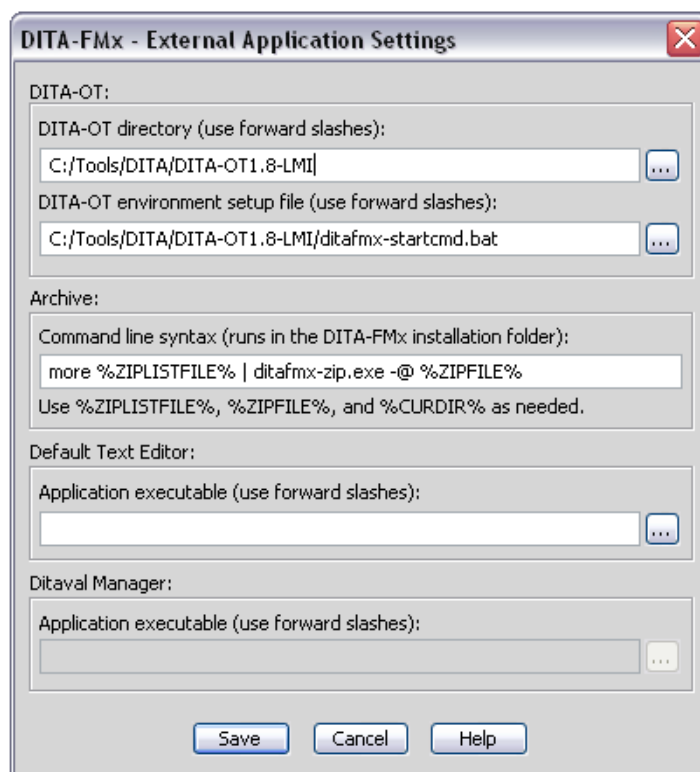 DITA-FMx - External Application Settings
DITA-OT:
DITA-OT directory (use forward slashes):
C:/Tools/DITA/DITA-OT1.8-LMI
...
DITA-OT environment setup file (use forward slashes):
C:/Tools/DITA/DITA-OT1.8-LMI/ditafmx-startcmd.bat
...
Archive:
Command line syntax (runs in the DITA-FMx installation folder):
more %ZIPLISTFILE% | ditafmx-zip.exe -@ %ZIPFILE%
Use %ZIPLISTFILE%, %ZIPFILE%, and %CURDIR% as needed.
Default Text Editor:
Application executable (use forward slashes):
...
Ditaval Manager:
Application executable (use forward slashes):
...
Save Cancel Help